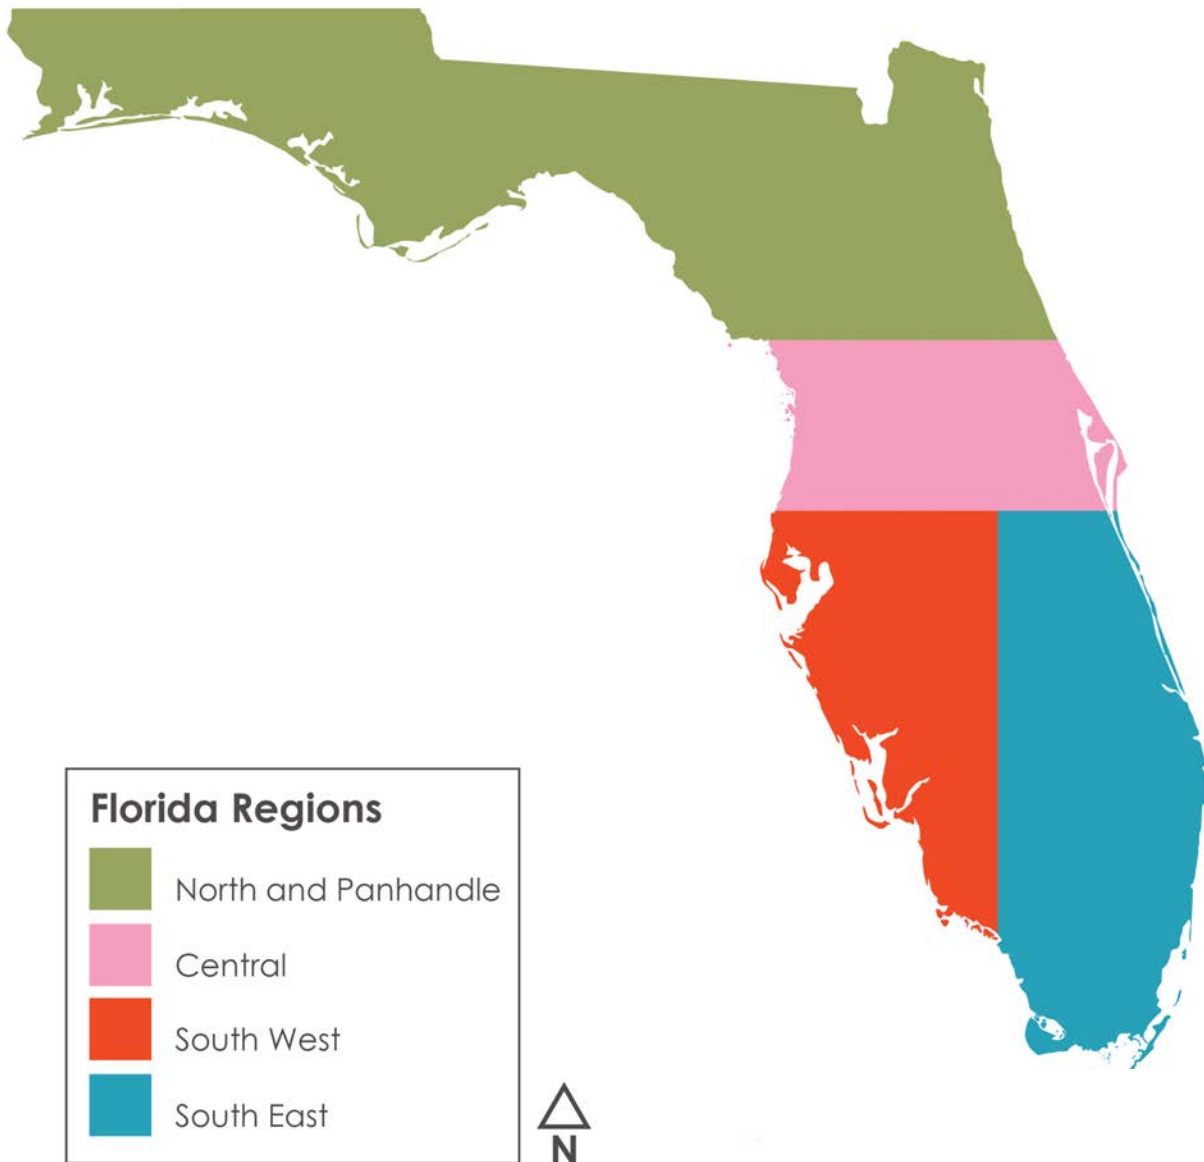 Florida Regions
North and Panhandle
Central
South West
South East
N